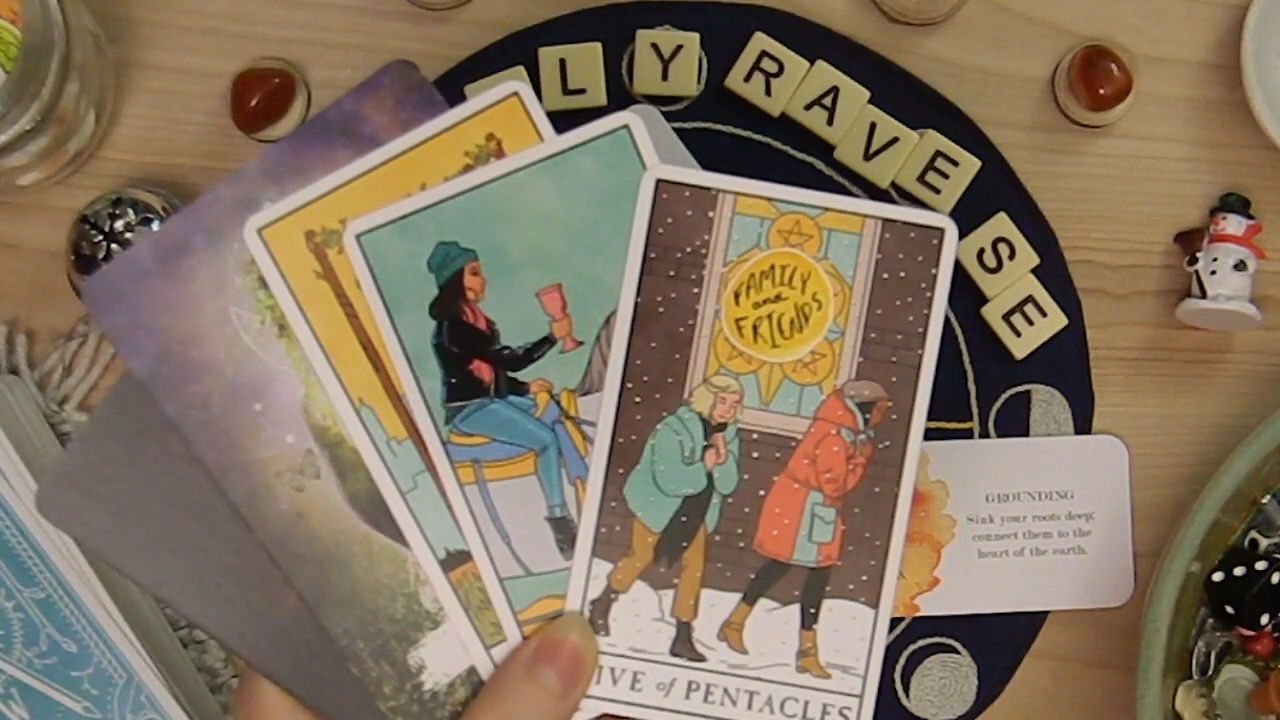 LY RAVE SE
FAMILY
and
FRIENDS
IVE of PENTACLES
GROUNDING
Sink your roots deep;
connect them to the
heart of the earth.